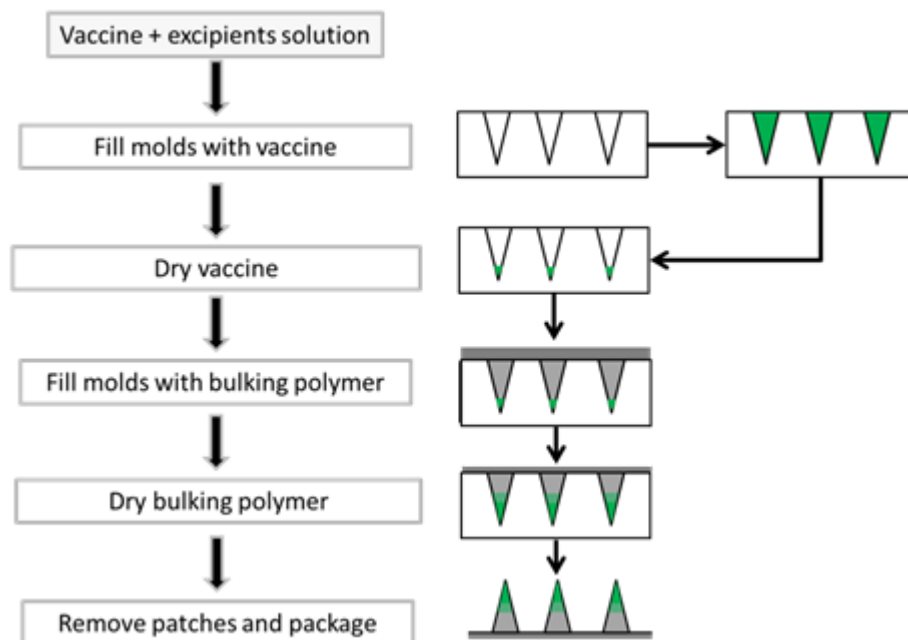 Vaccine + excipients solution
Fill molds with vaccine
Dry vaccine
Fill molds with bulking polymer
Dry bulking polymer
Remove patches and package